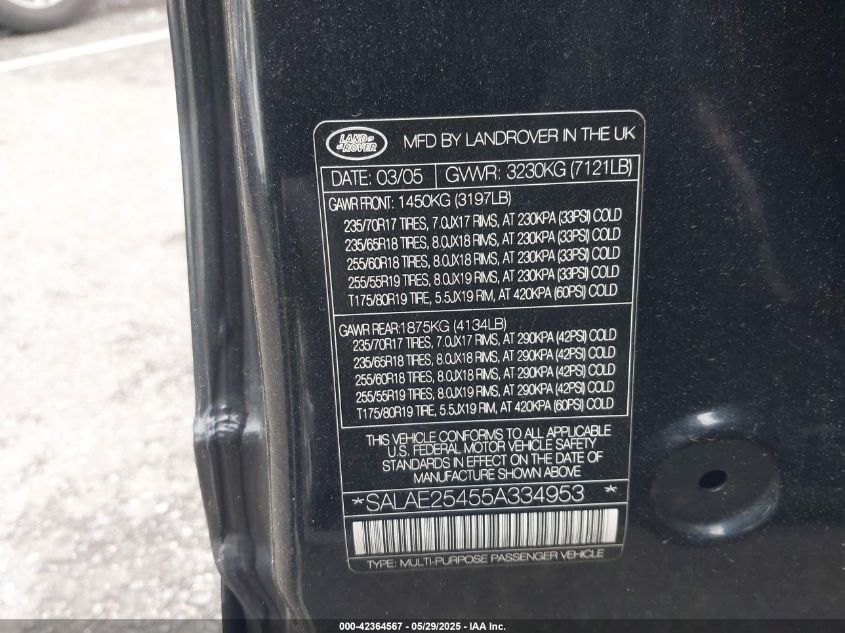 LAND ROVER
MFD BY LANDROVER IN THE UK
DATE: 03/05 GVWR: 3230KG (7121LB)
GAWR FRONT: 1450KG (3197LB)
235/70R17 TIRES, 7.0JX17 RIMS, AT 230KPA (33PSI) COLD
235/65R18 TIRES, 8.0JX18 RIMS, AT 230KPA (33PSI) COLD
255/60R18 TIRES, 8.0JX18 RIMS, AT 230KPA (33PSI) COLD
255/55R19 TIRES, 8.0JX19 RIMS, AT 230KPA (33PSI) COLD
T175/80R19 TIRE, 5.5JX19 RIM, AT 420KPA (60PSI) COLD
GAWR REAR:1875KG (4134LB)
235/70R17 TIRES, 7.0JX17 RIMS, AT 290KPA (42PSI) COLD
235/65R18 TIRES, 8.0JX18 RIMS, AT 290KPA (42PSI) COLD
255/60R18 TIRES, 8.0JX18 RIMS, AT 290KPA (42PSI) COLD
255/55R19 TIRES, 8.0JX19 RIMS, AT 290KPA (42PSI) COLD
T175/80R19 TIRE, 5.5JX19 RIM, AT 420KPA (60PSI) COLD
THIS VEHICLE CONFORMS TO ALL APPLICABLE
U.S. FEDERAL MOTOR VEHICLE SAFETY
STANDARDS IN EFFECT ON THE DATE OF
MANUFACTURE SHOWN ABOVE
*SALAE25455A334953*
TYPE: MULTI-PURPOSE PASSENGER VEHICLE
000-42364567 - 05/29/2025 - IAA Inc.